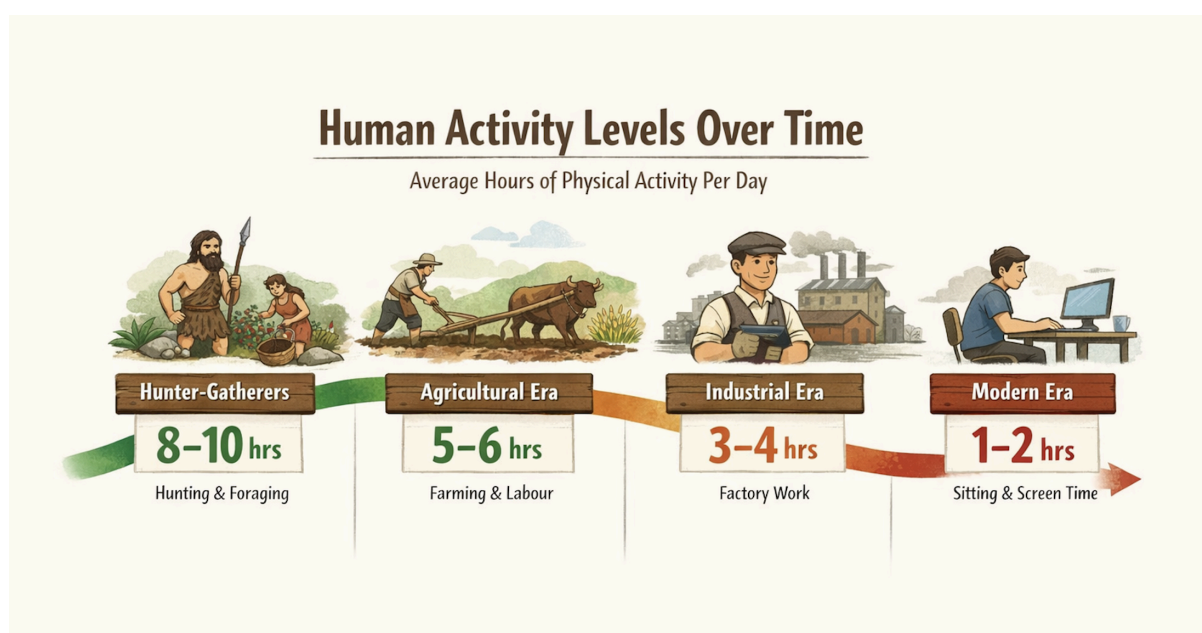 Human Activity Levels Over Time
Average Hours of Physical Activity Per Day
Hunter-Gatherers
8–10 hrs
Hunting & Foraging
Agricultural Era
5–6 hrs
Farming & Labour
Industrial Era
3–4 hrs
Factory Work
Modern Era
1–2 hrs
Sitting & Screen Time